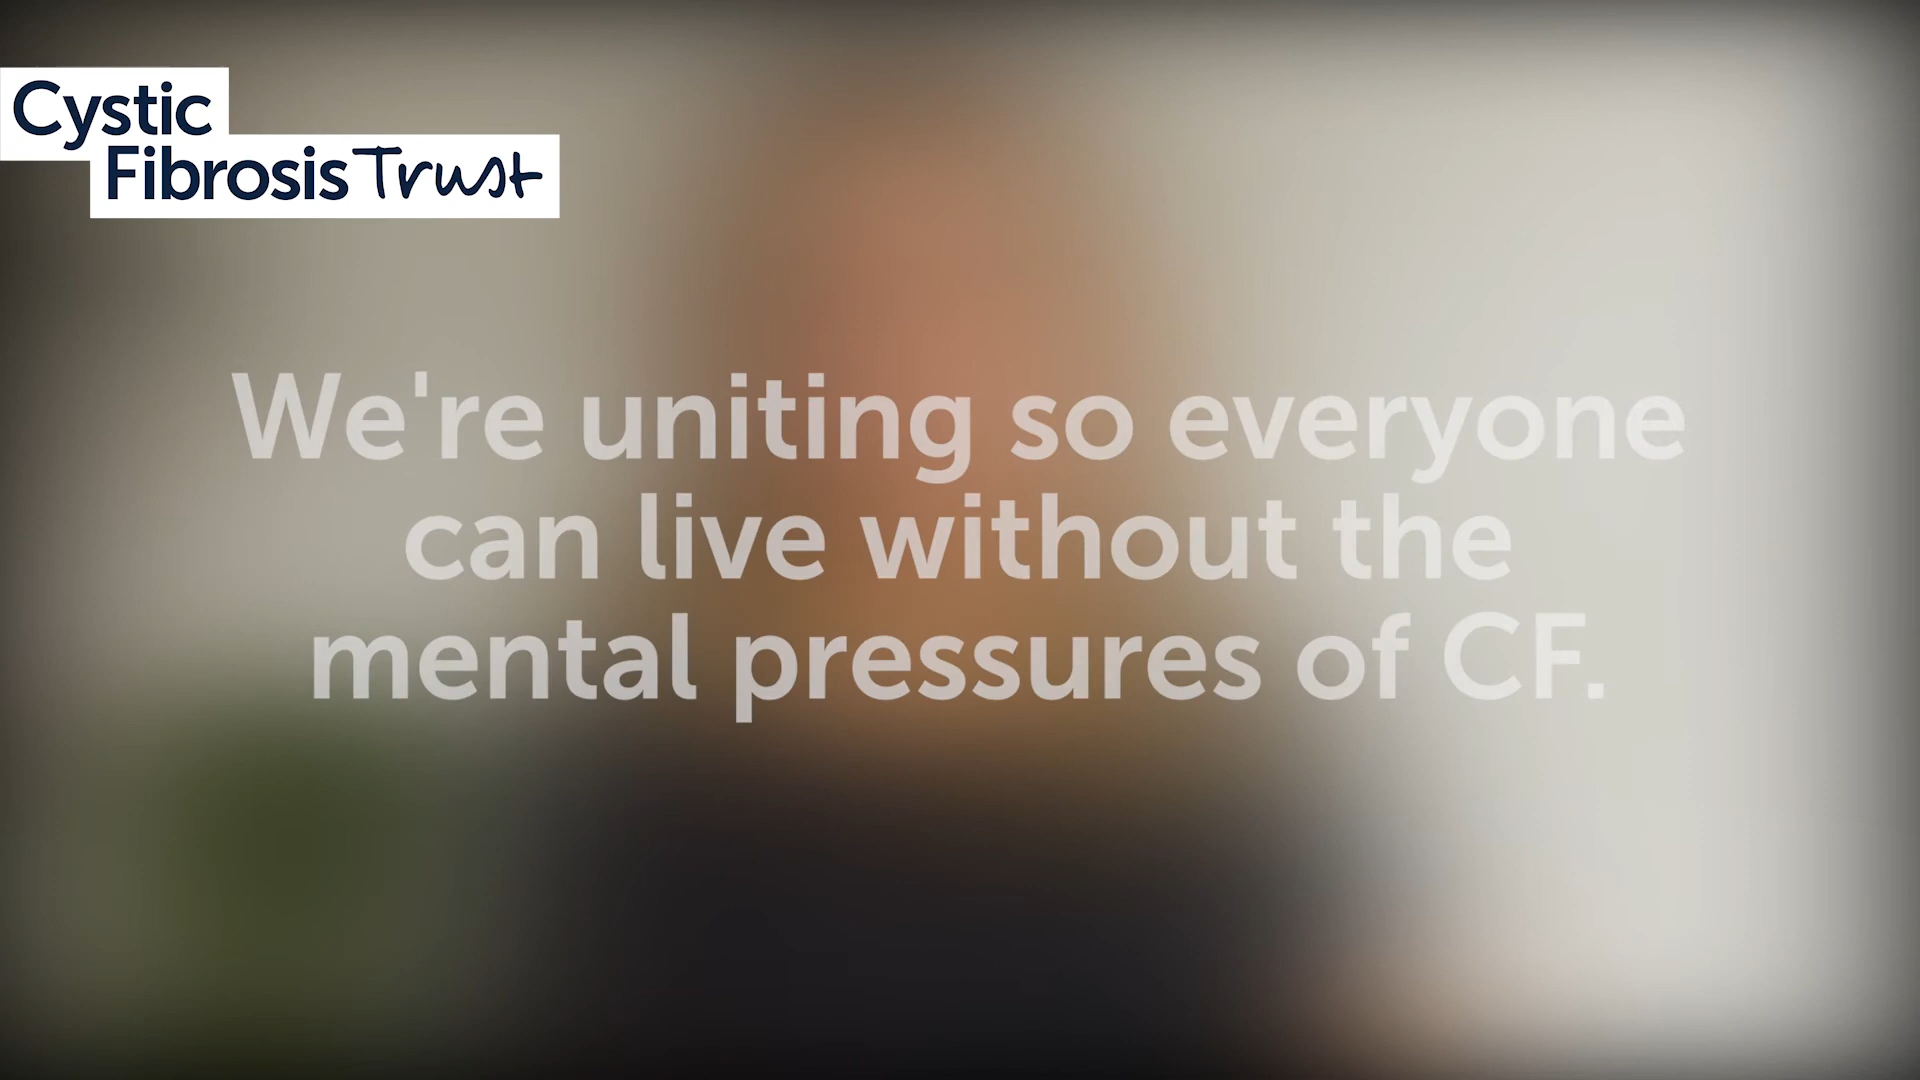 Cystic
Fibrosis Trust
We're uniting so everyone
can live without the
mental pressures of CF.